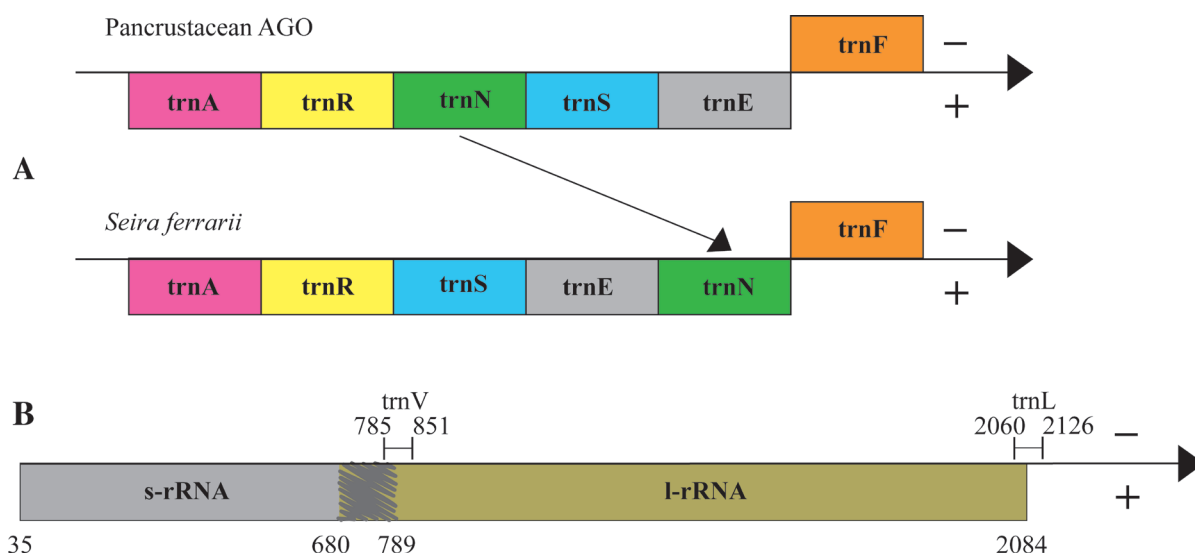 Pancrustacean AGO
trnF
−
trnA trnR trnN trnS trnE
+
A
Seira ferrarii
trnF
−
trnA trnR trnS trnE trnN
+
B
trnV trnL
785 851 2060 2126
−
s-rRNA l-rRNA
+
35 680 789 2084